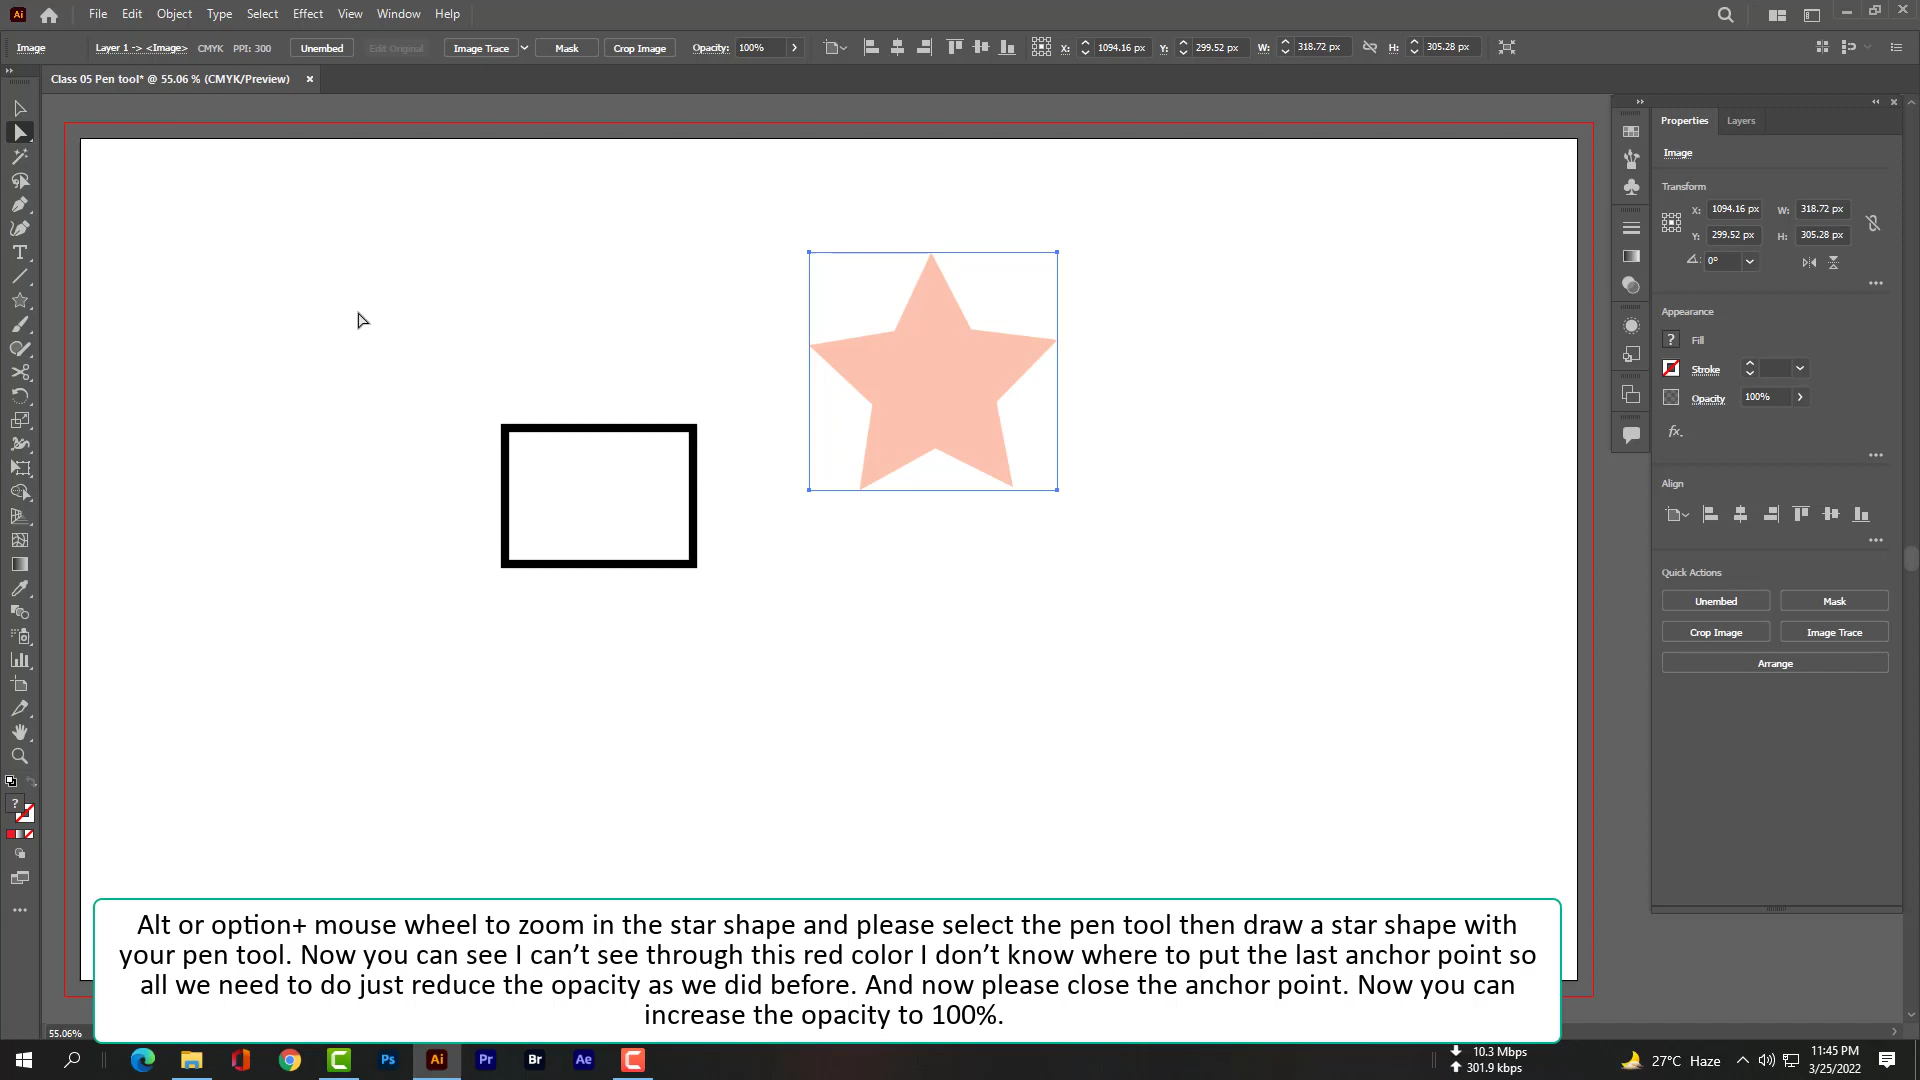 Ai File Edit Object Type Select Effect View Window Help
Image Layer 1 -> <Image> CMYK PPI: 300 Unembed Edit Original Image Trace Mask Crop Image Opacity: 100% X: 1094.16 px Y: 299.52 px W: 318.72 px H: 305.28 px
Class 05 Pen tool* @ 55.06 % (CMYK/Preview) ×
Properties Layers
Image
Transform
X: 1094.16 px W: 318.72 px
Y: 299.52 px H: 305.28 px
0°
Appearance
? Fill
Stroke
Opacity 100%
fx.
Align
Quick Actions
Unembed Mask
Crop Image Image Trace
Arrange
T
?
Alt or option+ mouse wheel to zoom in the star shape and please select the pen tool then draw a star shape with
your pen tool. Now you can see I can’t see through this red color I don’t know where to put the last anchor point so
all we need to do just reduce the opacity as we did before. And now please close the anchor point. Now you can
increase the opacity to 100%.
55.06%
Ps Ai Pr Br Ae
10.3 Mbps
301.9 kbps
27°C Haze
11:45 PM
3/25/2022